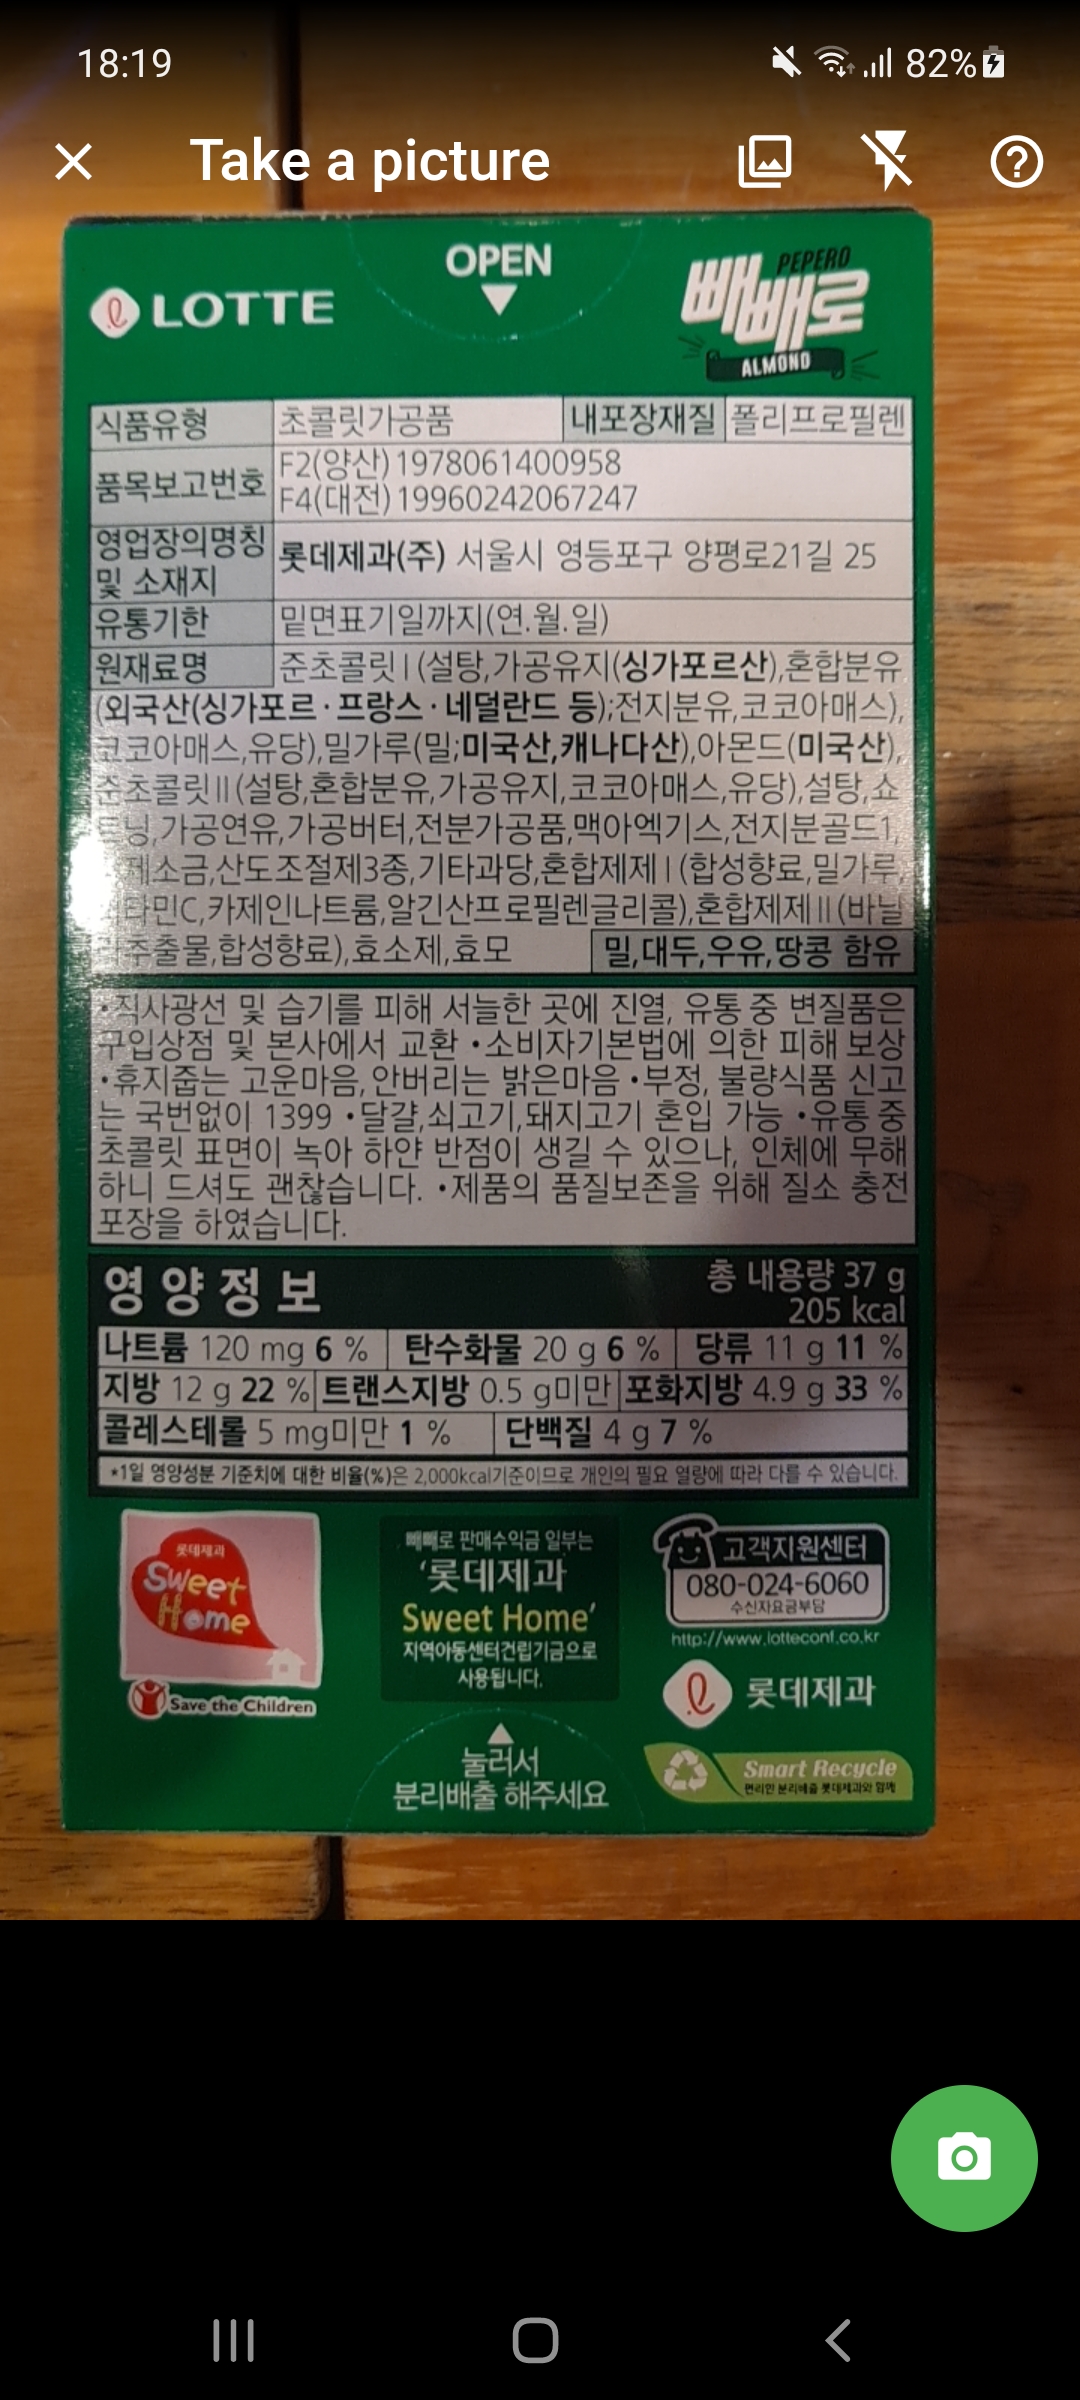 18:19
82%
Take a picture
LOTTE
OPEN
PEPERO
빼빼로
ALMOND
식품유형 초콜릿가공품 내포장재질 폴리프로필렌
품목보고번호 F2(양산)1978061400958
F4(대전)19960242067247
영업장의명칭 및 소재지 롯데제과(주) 서울시 영등포구 양평로21길 25
유통기한 밑면표기일까지(연.월.일)
원재료명 준초콜릿Ⅰ(설탕,가공유지(싱가포르산),혼합분유
(외국산(싱가포르·프랑스·네덜란드 등);전지분유,코코아매스),
코코아매스,유당),밀가루(밀;미국산,캐나다산),아몬드(미국산),
준초콜릿Ⅱ(설탕,혼합분유,가공유지,코코아매스,유당),설탕,쇼
트닝,가공연유,가공버터,전분가공품,맥아엑기스,전지분골드1,
제소금,산도조절제3종,기타과당,혼합제제Ⅰ(합성향료,밀가루,
타민C,카제인나트륨,알긴산프로필렌글리콜),혼합제제Ⅱ(바닐
라추출물,합성향료),효소제,효모 밀,대두,우유,땅콩 함유
•직사광선 및 습기를 피해 서늘한 곳에 진열, 유통 중 변질품은
구입상점 및 본사에서 교환 •소비자기본법에 의한 피해 보상
•휴지줍는 고운마음,안버리는 밝은마음 •부정, 불량식품 신고
는 국번없이 1399 •달걀,쇠고기,돼지고기 혼입 가능 •유통 중
초콜릿 표면이 녹아 하얀 반점이 생길 수 있으나, 인체에 무해
하니 드셔도 괜찮습니다. •제품의 품질보존을 위해 질소 충전
포장을 하였습니다.
영양정보 총 내용량 37 g
205 kcal
나트륨 120 mg 6 % 탄수화물 20 g 6 % 당류 11 g 11 %
지방 12 g 22 % 트랜스지방 0.5 g미만 포화지방 4.9 g 33 %
콜레스테롤 5 mg미만 1 % 단백질 4 g 7 %
*1일 영양성분 기준치에 대한 비율(%)은 2,000kcal기준이므로 개인의 필요 열량에 따라 다를 수 있습니다.
롯데제과
Sweet
Home
Save the Children
빼빼로 판매수익금 일부는
'롯데제과
Sweet Home'
지역아동센터건립기금으로
사용됩니다.
고객지원센터
080-024-6060
수신자요금부담
http://www.lotteconf.co.kr
롯데제과
눌러서
분리배출 해주세요
Smart Recycle
편리한 분리배출 롯데제과와 함께